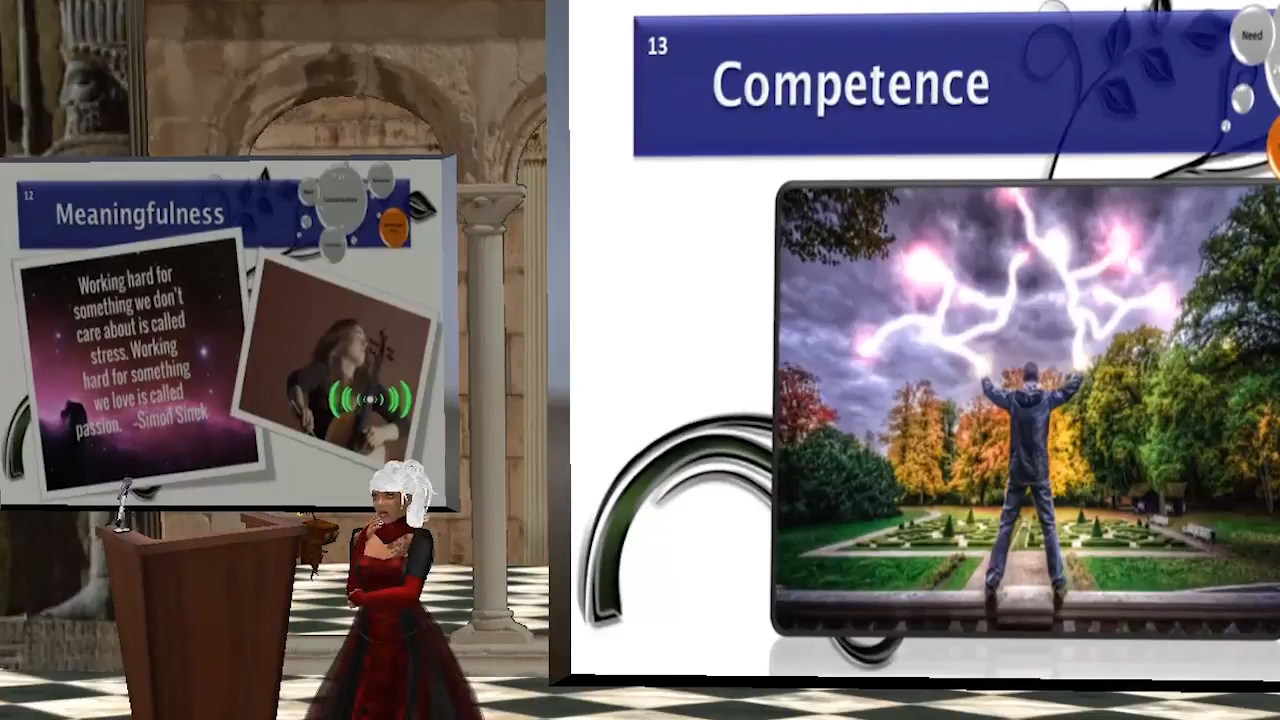 12
Meaningfulness
Working hard for
something we don't
care about is called
stress. Working
hard for something
we love is called
passion. -Simon Sinek
13
Competence
Need